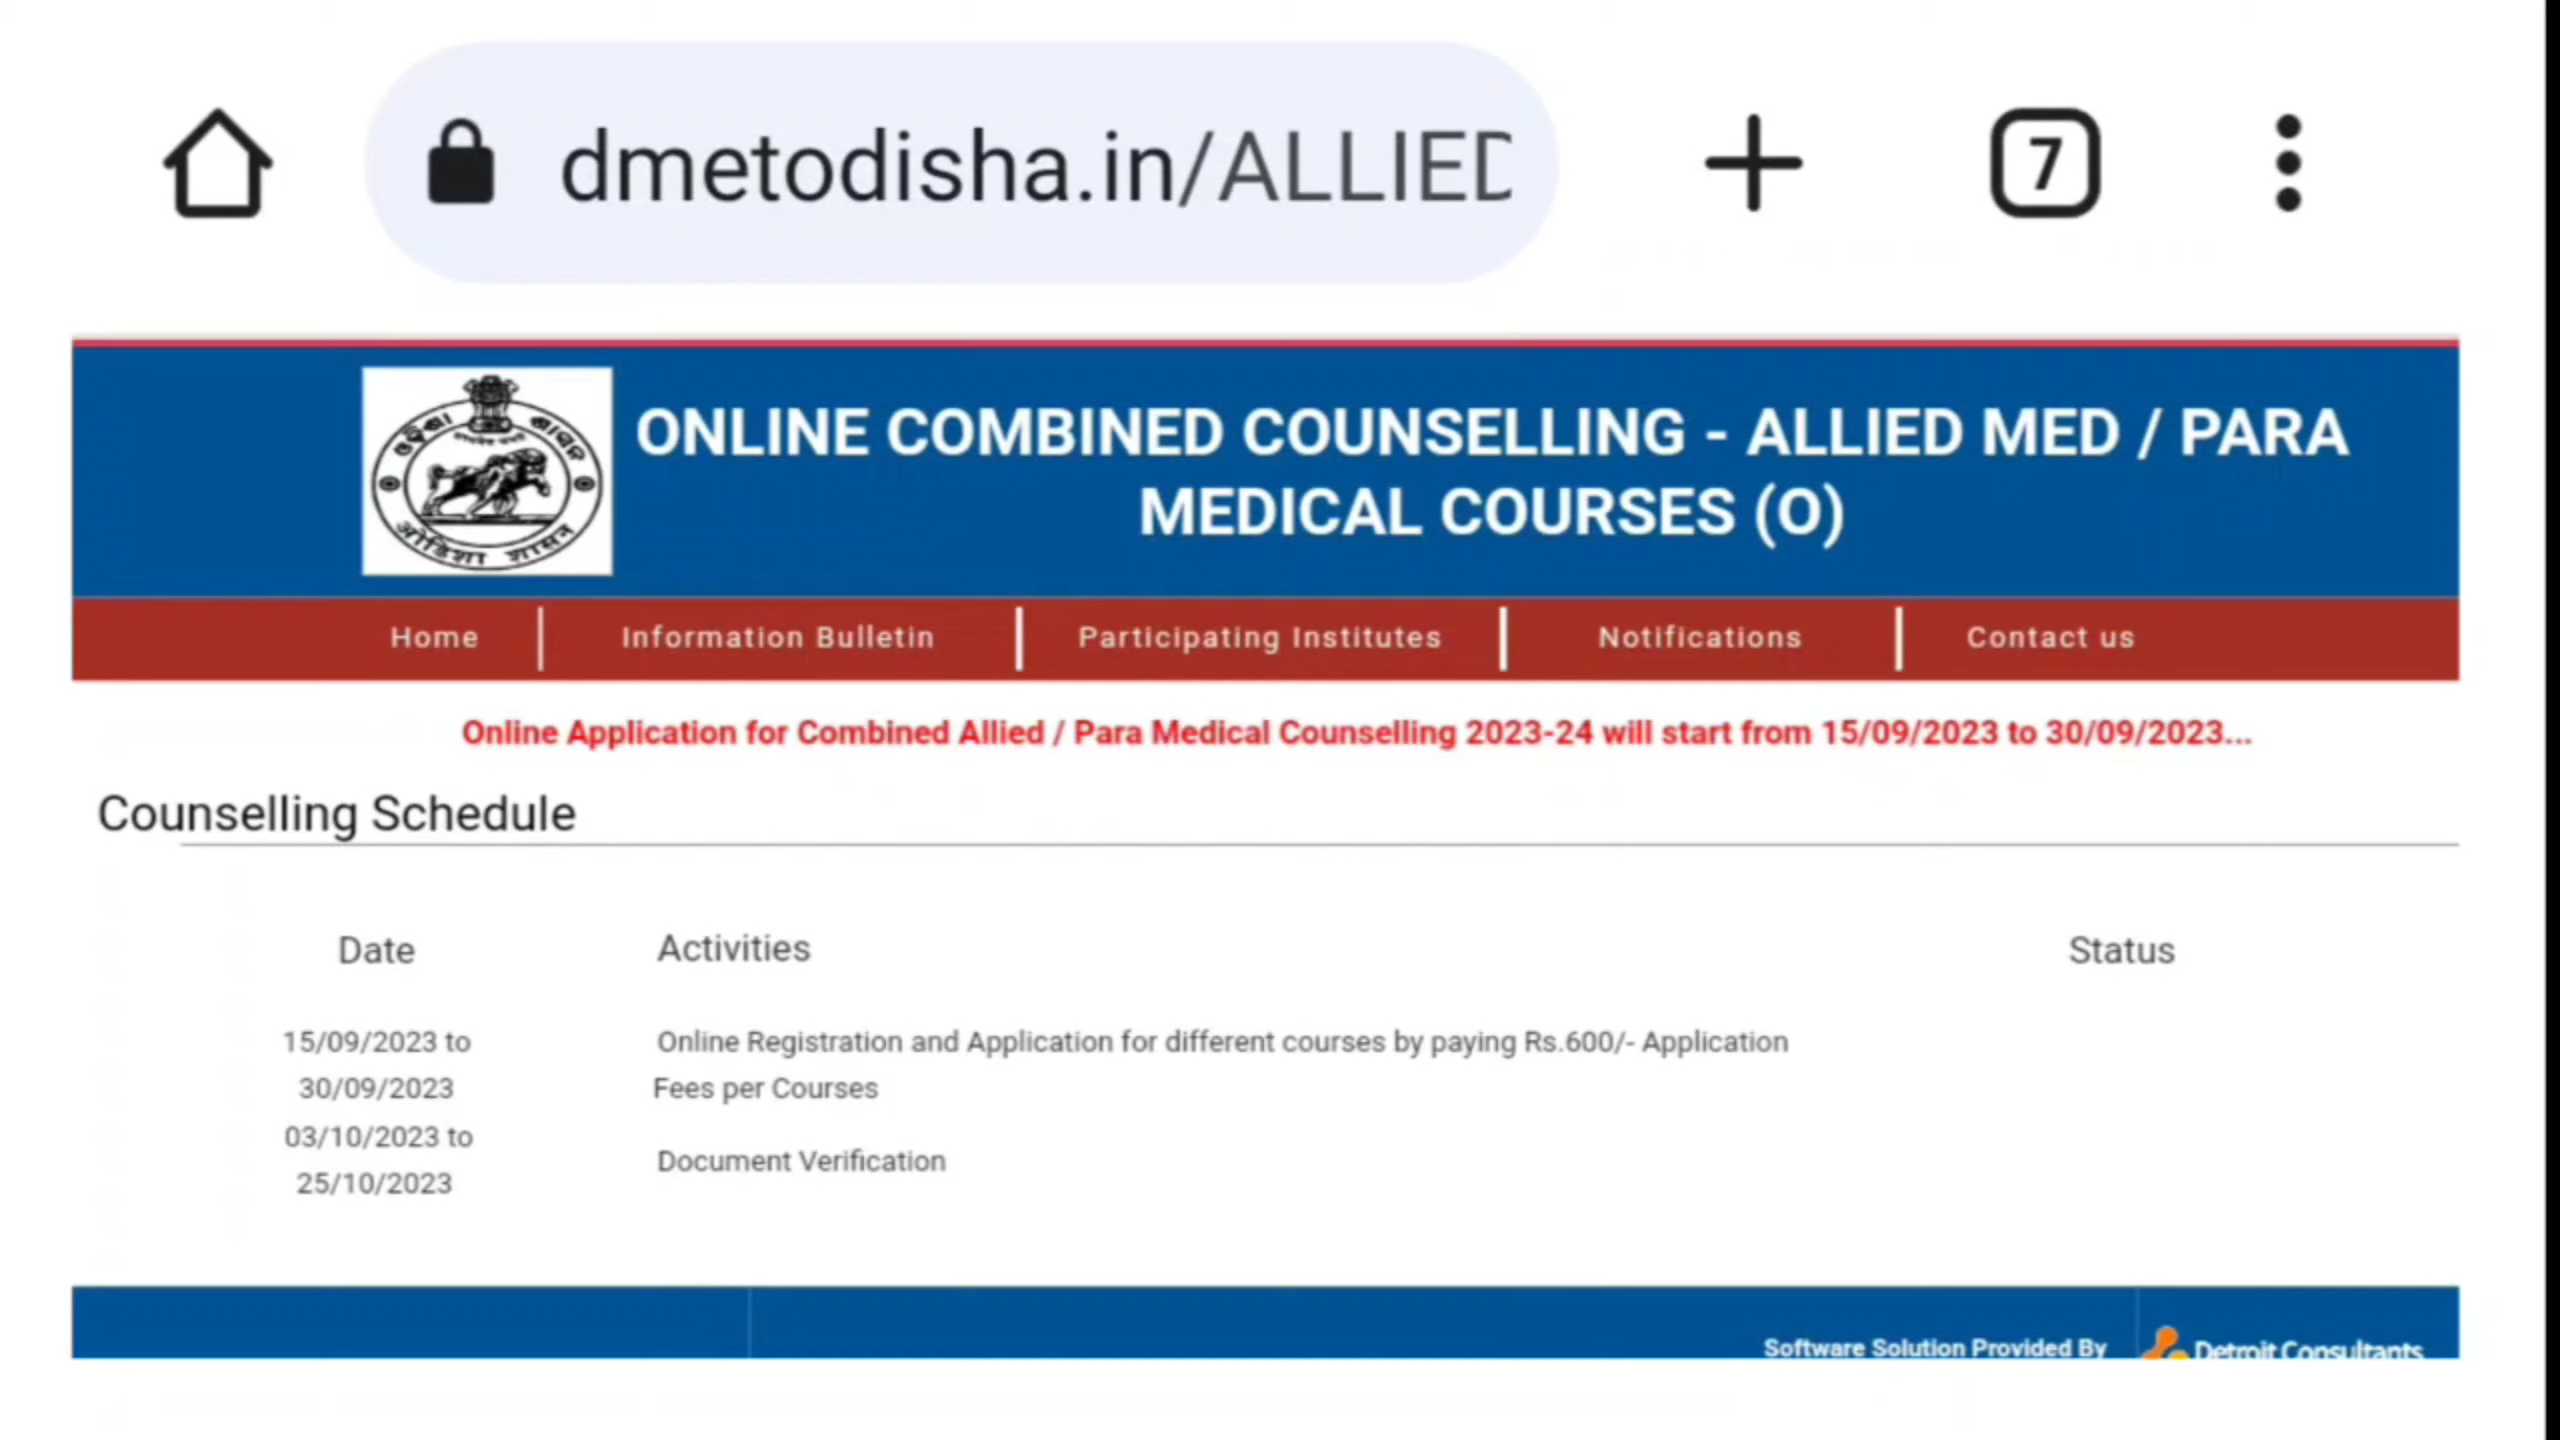 dmetodisha.in/ALLIED
7
ଓଡ଼ିଶା ଶାସନ
ओडिशा शासन
ONLINE COMBINED COUNSELLING - ALLIED MED / PARA
MEDICAL COURSES (O)
Home
Information Bulletin
Participating Institutes
Notifications
Contact us
Online Application for Combined Allied / Para Medical Counselling 2023-24 will start from 15/09/2023 to 30/09/2023...
Counselling Schedule
Date
Activities
Status
15/09/2023 to
30/09/2023
Online Registration and Application for different courses by paying Rs.600/- Application
Fees per Courses
03/10/2023 to
25/10/2023
Document Verification
Software Solution Provided By
Detroit Consultants